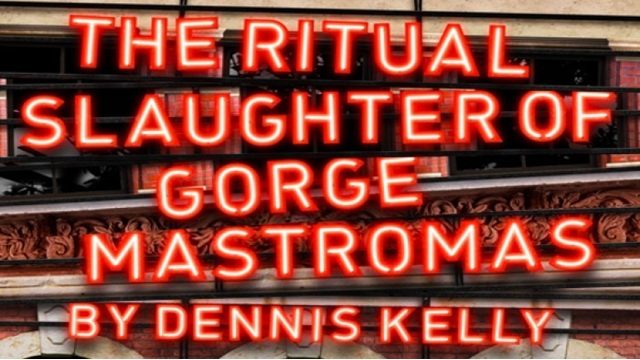 THE RITUAL
SLAUGHTER OF
GORGE
MASTROMAS
BY DENNIS KELLY